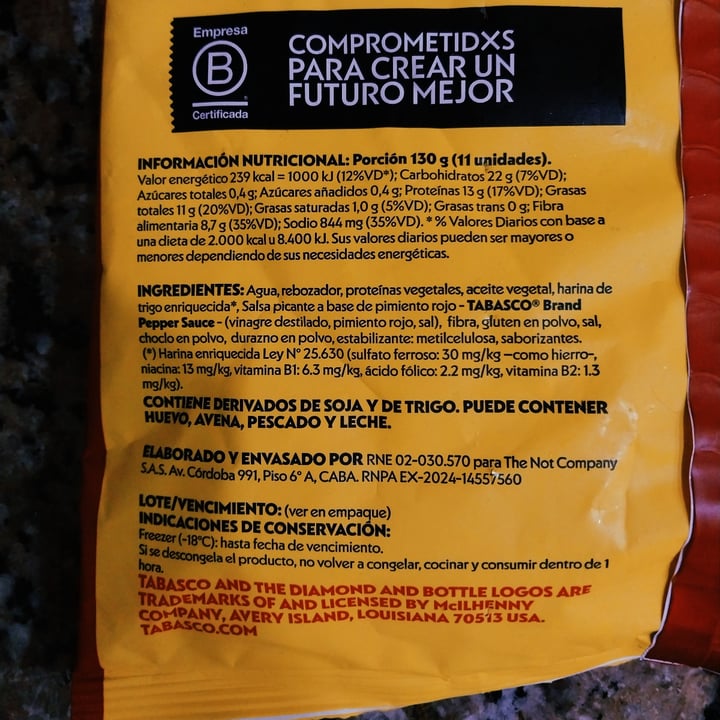 Empresa
B
Certificada
COMPROMETIDXS
PARA CREAR UN
FUTURO MEJOR
INFORMACIÓN NUTRICIONAL: Porción 130 g (11 unidades).
Valor energético 239 kcal = 1000 kJ (12%VD*); Carbohidratos 22 g (7%VD);
Azúcares totales 0,4 g; Azúcares añadidos 0,4 g; Proteínas 13 g (17%VD); Grasas
totales 11 g (20%VD); Grasas saturadas 1,0 g (5%VD); Grasas trans 0 g; Fibra
alimentaria 8,7 g (35%VD); Sodio 844 mg (35%VD). * % Valores Diarios con base a
una dieta de 2.000 kcal u 8.400 kJ. Sus valores diarios pueden ser mayores o
menores dependiendo de sus necesidades energéticas.
INGREDIENTES: Agua, rebozador, proteínas vegetales, aceite vegetal, harina de
trigo enriquecida*, Salsa picante a base de pimiento rojo - TABASCO® Brand
Pepper Sauce - (vinagre destilado, pimiento rojo, sal), fibra, gluten en polvo, sal,
choclo en polvo, durazno en polvo, estabilizante: metilcelulosa, saborizantes.
(*) Harina enriquecida Ley N° 25.630 (sulfato ferroso: 30 mg/kg —como hierro-,
niacina: 13 mg/kg, vitamina B1: 6.3 mg/kg, ácido fólico: 2.2 mg/kg, vitamina B2: 1.3
mg/kg).
CONTIENE DERIVADOS DE SOJA Y DE TRIGO. PUEDE CONTENER
HUEVO, AVENA, PESCADO Y LECHE.
ELABORADO Y ENVASADO POR RNE 02-030.570 para The Not Company
S.A.S. Av. Córdoba 991, Piso 6° A, CABA. RNPA EX-2024-14557560
LOTE/VENCIMIENTO: (ver en empaque)
INDICACIONES DE CONSERVACIÓN:
Freezer (-18°C): hasta fecha de vencimiento.
Si se descongela el producto, no volver a congelar, cocinar y consumir dentro de 1
hora.
TABASCO AND THE DIAMOND AND BOTTLE LOGOS ARE
TRADEMARKS OF AND LICENSED BY McILHENNY
COMPANY, AVERY ISLAND, LOUISIANA 70513 USA.
TABASCO.COM